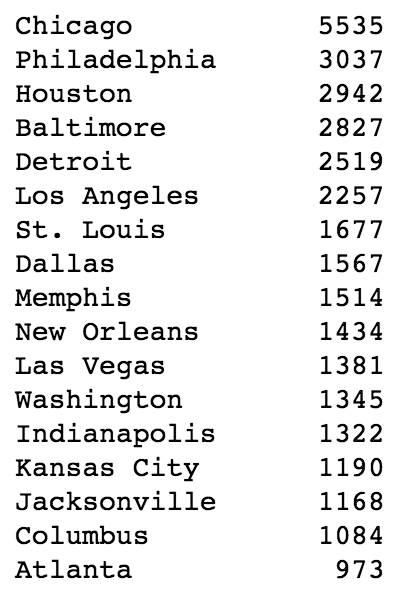 Chicago 5535
Philadelphia 3037
Houston 2942
Baltimore 2827
Detroit 2519
Los Angeles 2257
St. Louis 1677
Dallas 1567
Memphis 1514
New Orleans 1434
Las Vegas 1381
Washington 1345
Indianapolis 1322
Kansas City 1190
Jacksonville 1168
Columbus 1084
Atlanta 973